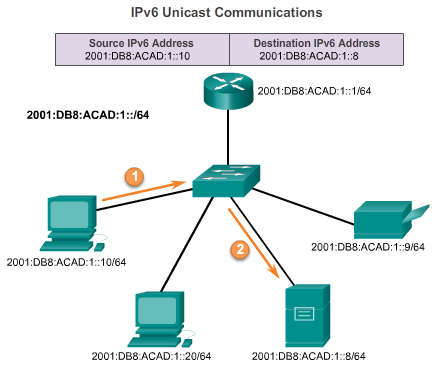 IPv6 Unicast Communications
Source IPv6 Address
2001:DB8:ACAD:1::10
Destination IPv6 Address
2001:DB8:ACAD:1::8
2001:DB8:ACAD:1::1/64
2001:DB8:ACAD:1::/64
1
2
2001:DB8:ACAD:1::10/64
2001:DB8:ACAD:1::9/64
2001:DB8:ACAD:1::20/64
2001:DB8:ACAD:1::8/64